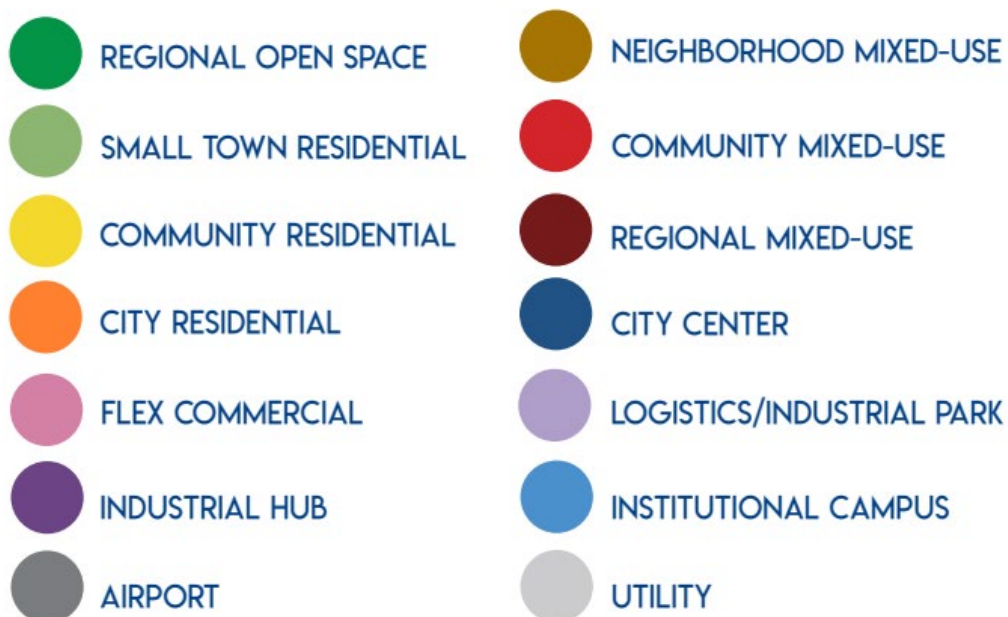 REGIONAL OPEN SPACE
SMALL TOWN RESIDENTIAL
COMMUNITY RESIDENTIAL
CITY RESIDENTIAL
FLEX COMMERCIAL
INDUSTRIAL HUB
AIRPORT
NEIGHBORHOOD MIXED-USE
COMMUNITY MIXED-USE
REGIONAL MIXED-USE
CITY CENTER
LOGISTICS/INDUSTRIAL PARK
INSTITUTIONAL CAMPUS
UTILITY